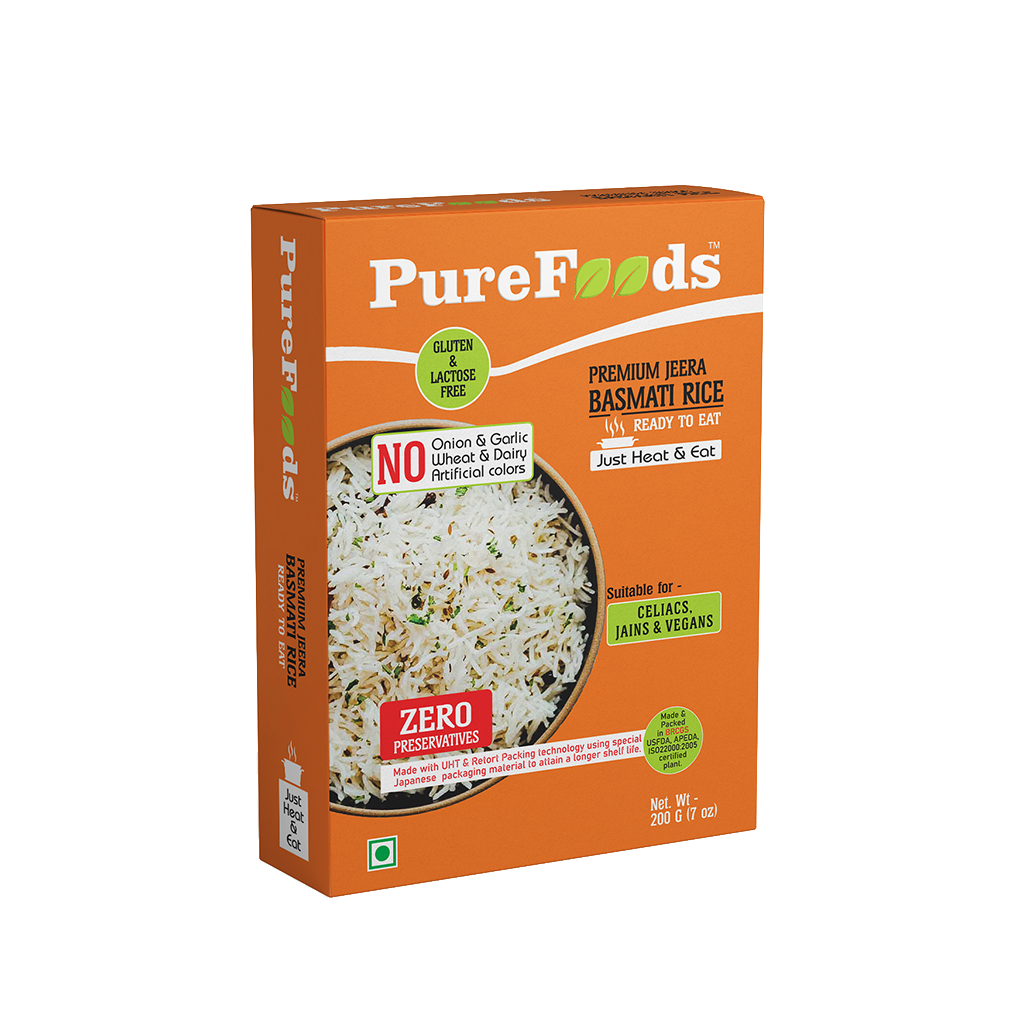 PureFoods
PureFoods™
GLUTEN
&
LACTOSE
FREE
PREMIUM JEERA
BASMATI RICE
READY TO EAT
Just Heat & Eat
NO
Onion & Garlic
Wheat & Dairy
Artificial colors
Suitable for -
CELIACS,
JAINS & VEGANS
ZERO
PRESERVATIVES
Made with UHT & Retort Packing technology using special
Japanese packaging material to attain a longer shelf life.
Made &
Packed
in BRCGS
USFDA, APEDA,
ISO22000:2005
certified
plant.
Net. Wt -
200 G (7 oz)
PureFoods™
PREMIUM JEERA
BASMATI RICE
READY TO EAT
Just
Heat
&
Eat